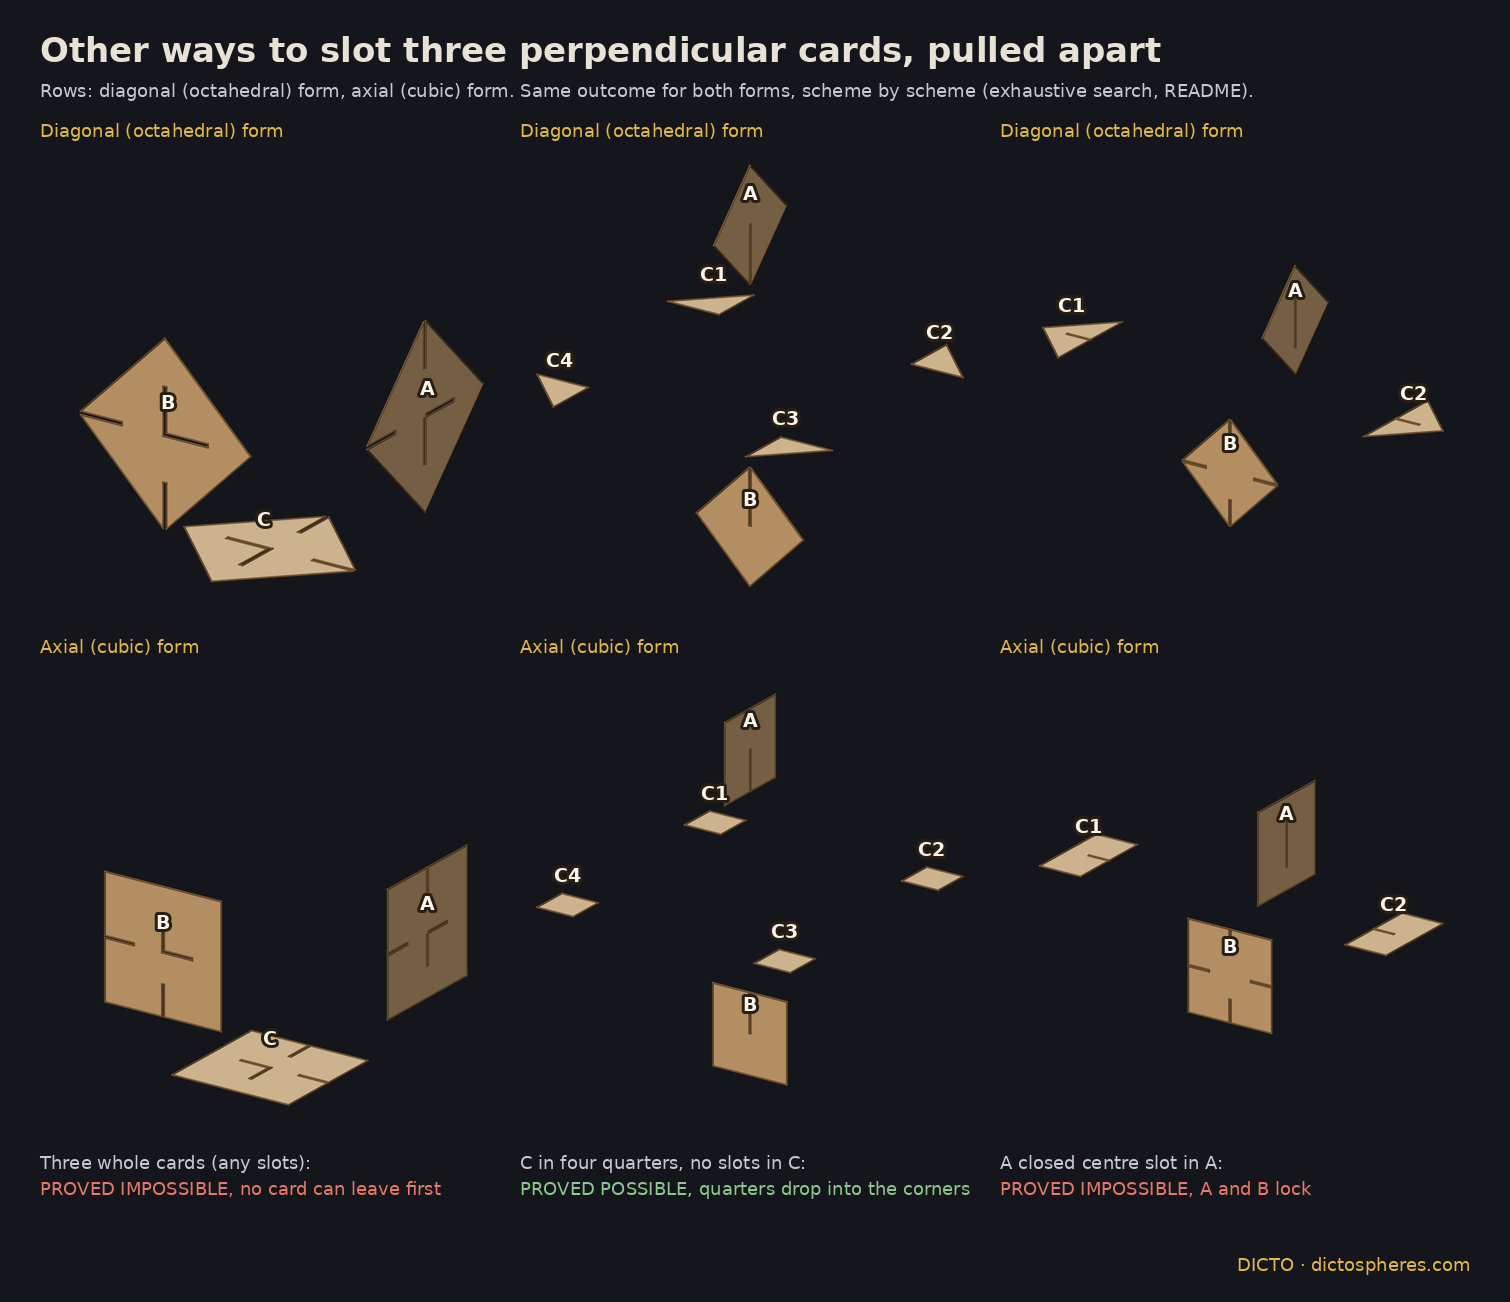 Other ways to slot three perpendicular cards, pulled apart
Rows: diagonal (octahedral) form, axial (cubic) form. Same outcome for both forms, scheme by scheme (exhaustive search, README).
Diagonal (octahedral) form
B
A
C
Diagonal (octahedral) form
A
C1
C2
C4
C3
B
Diagonal (octahedral) form
A
C1
C2
B
Axial (cubic) form
A
B
C
Axial (cubic) form
A
C1
C2
C4
C3
B
Axial (cubic) form
A
C1
C2
B
Three whole cards (any slots):
PROVED IMPOSSIBLE, no card can leave first
C in four quarters, no slots in C:
PROVED POSSIBLE, quarters drop into the corners
A closed centre slot in A:
PROVED IMPOSSIBLE, A and B lock
DICTO · dictospheres.com